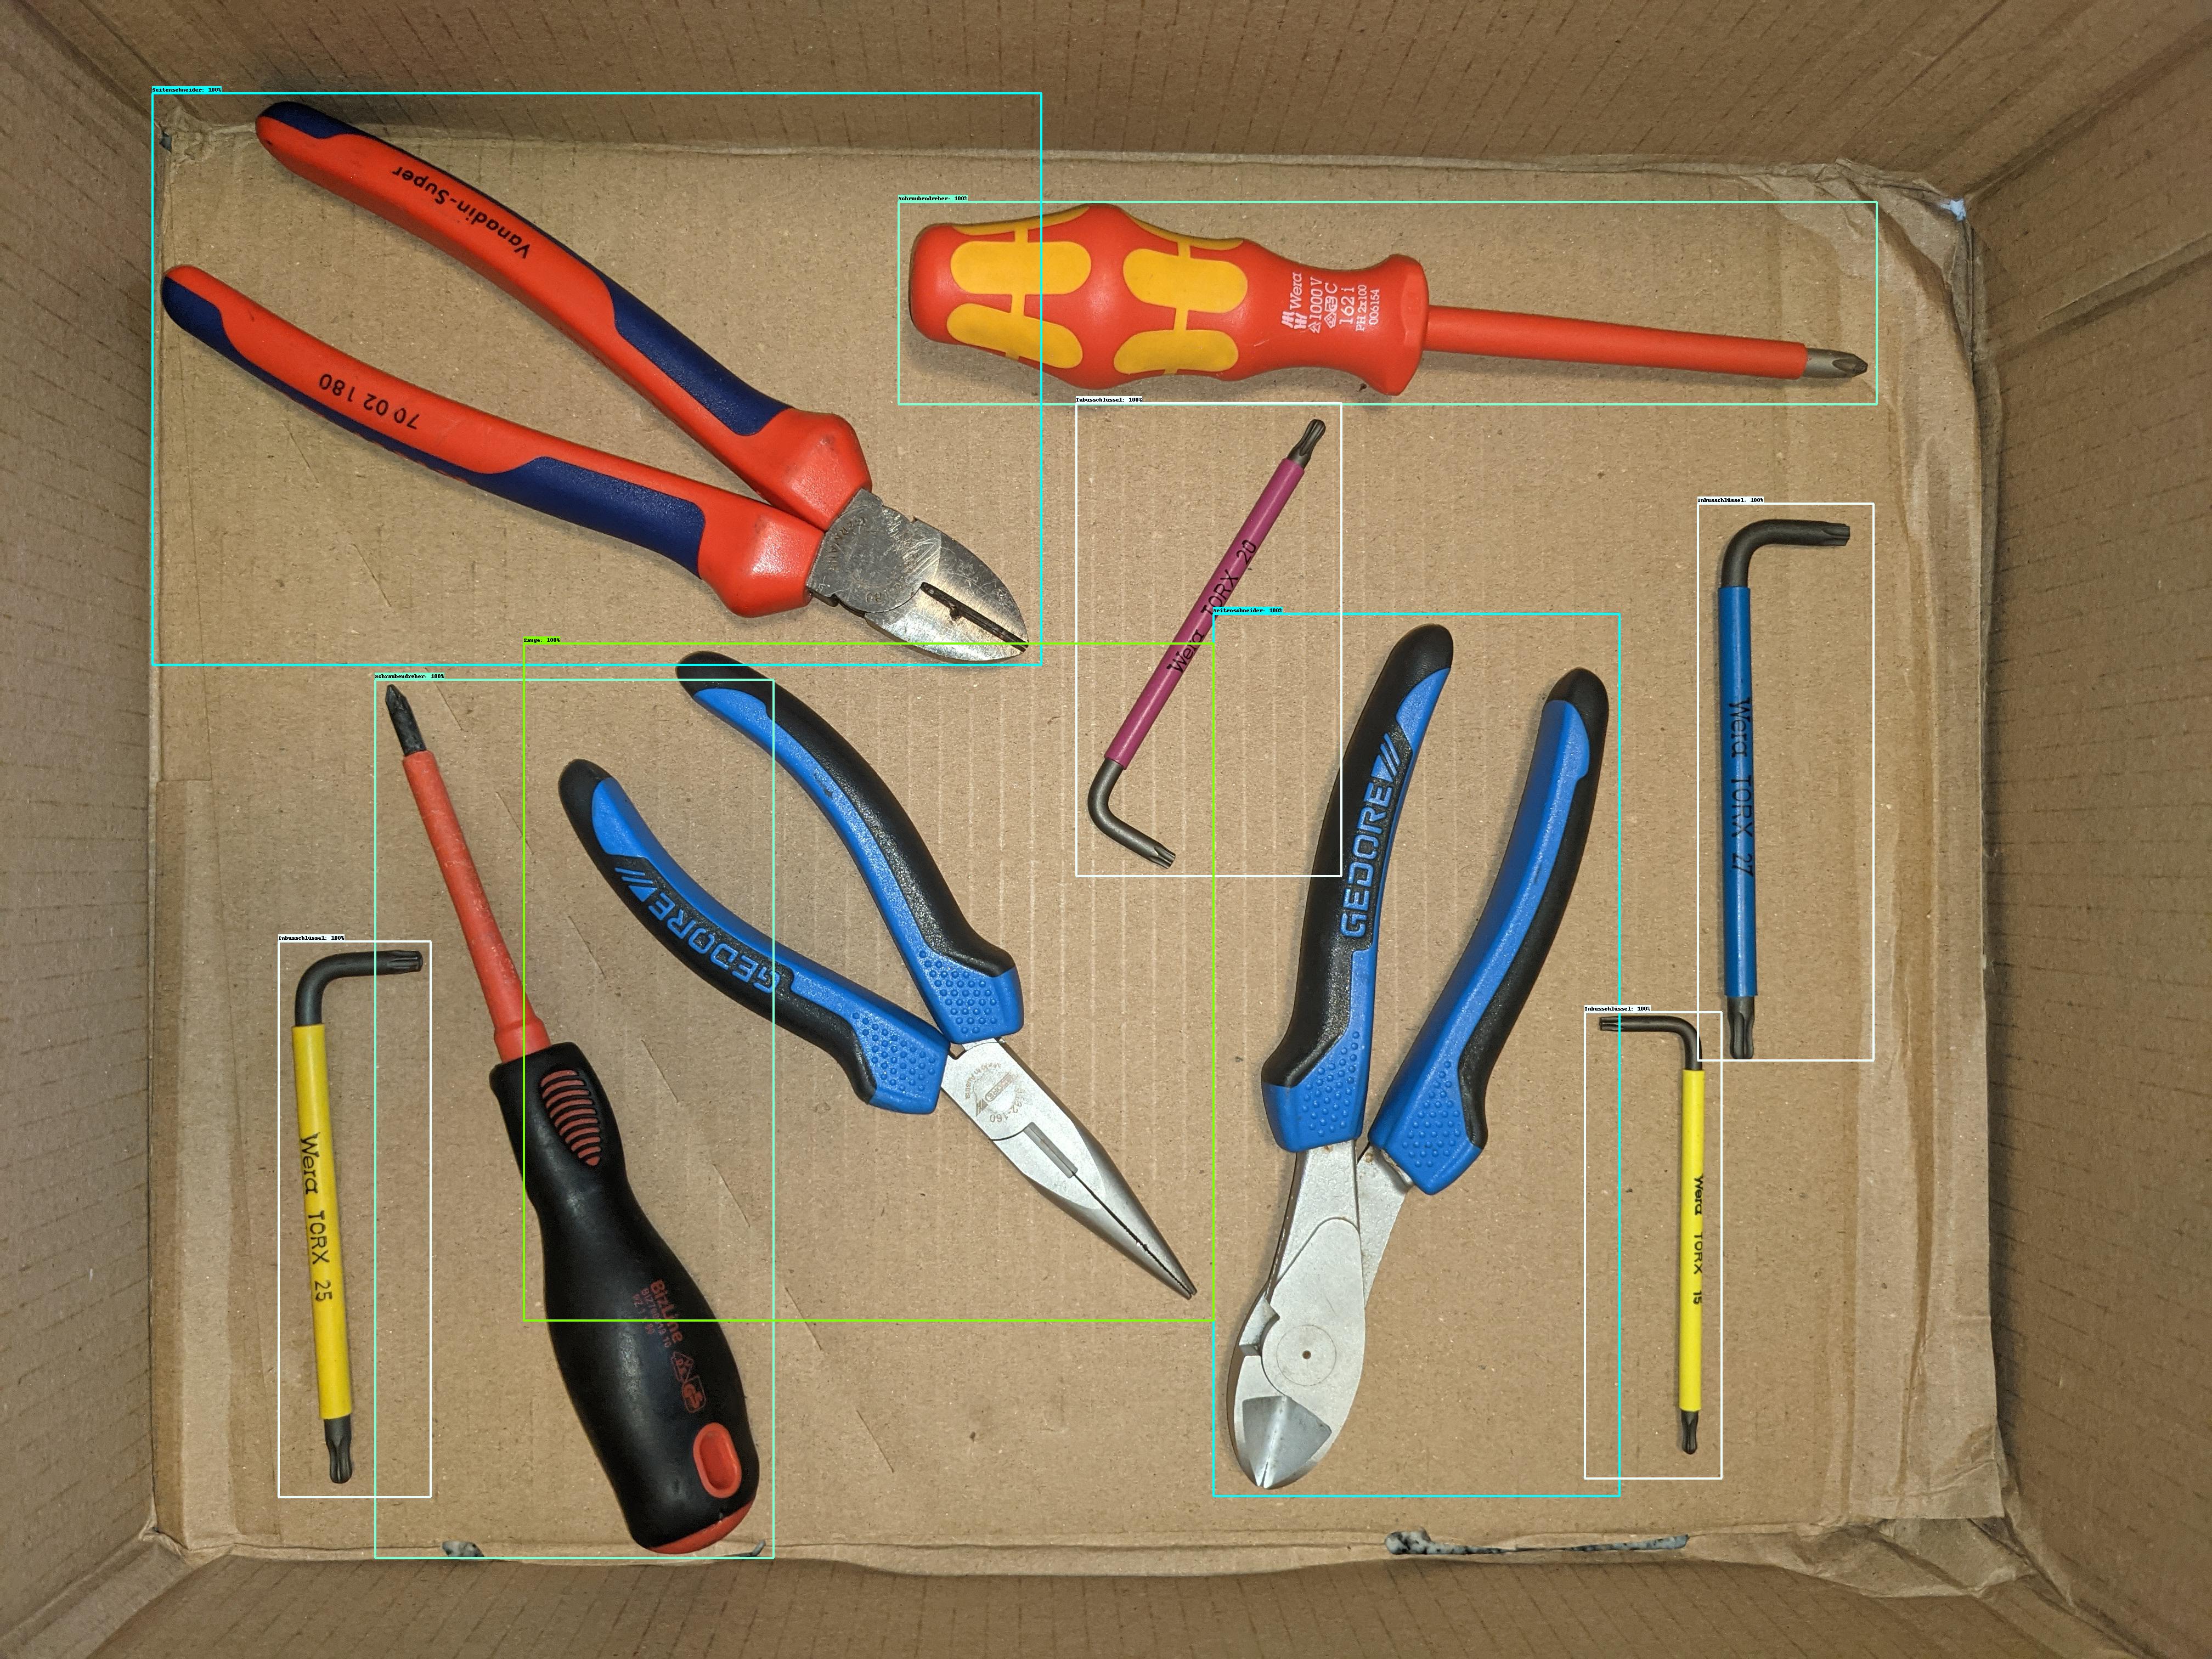 Seitenschneider: 100%
Vanadin-Super
70 02 180
Schraubendreher: 100%
Wera
1000 V
C
162 i
PH 2x100
006154
Inbusschlüssel: 100%
Wera TORX 20
Inbusschlüssel: 100%
Wera TORX 27
Seitenschneider: 100%
GEDORE
Zange: 100%
GEDORE
Schraubendreher: 100%
BizLine
Inbusschlüssel: 100%
Wera TORX 25
Inbusschlüssel: 100%
Wera TORX 15